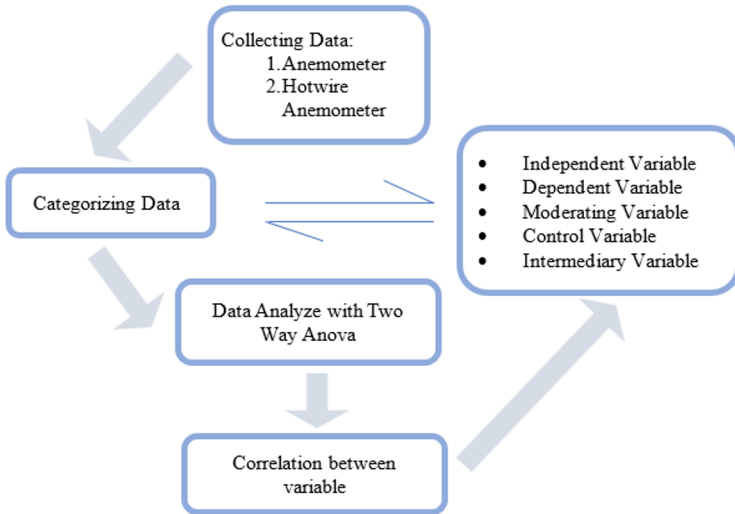 Collecting Data:
1.Anemometer
2.Hotwire
Anemometer
Categorizing Data
• Independent Variable
• Dependent Variable
• Moderating Variable
• Control Variable
• Intermediary Variable
Data Analyze with Two
Way Anova
Correlation between
variable